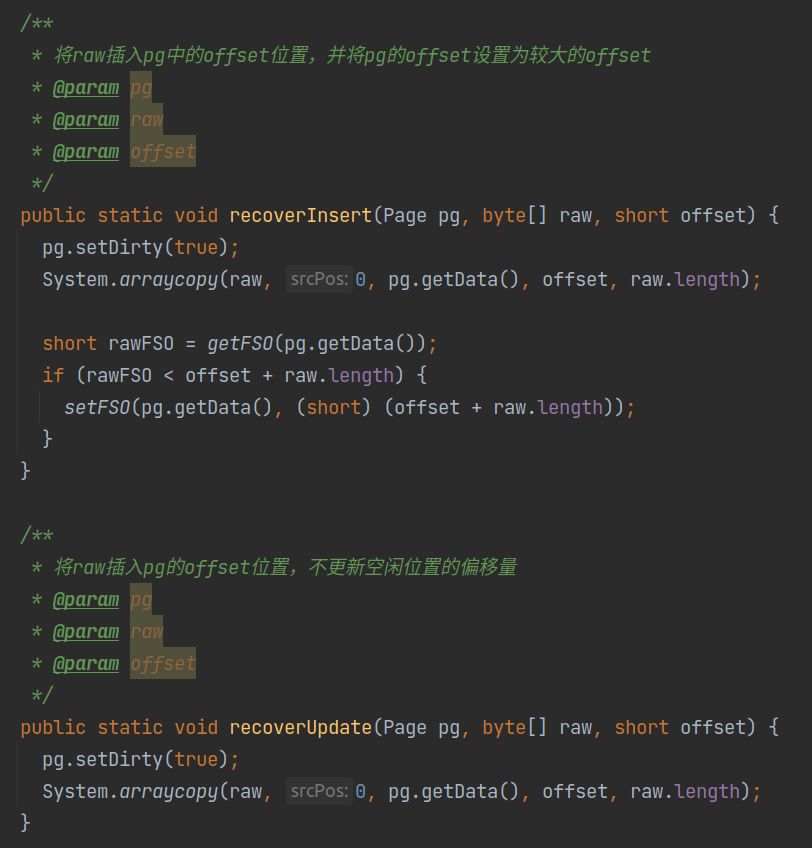 /**
 * 将raw插入pg中的offset位置，并将pg的offset设置为较大的offset
 * @param pg
 * @param raw
 * @param offset
 */
public static void recoverInsert(Page pg, byte[] raw, short offset) {
  pg.setDirty(true);
  System.arraycopy(raw, srcPos: 0, pg.getData(), offset, raw.length);

  short rawFSO = getFSO(pg.getData());
  if (rawFSO < offset + raw.length) {
    setFSO(pg.getData(), (short) (offset + raw.length));
  }
}

/**
 * 将raw插入pg的offset位置，不更新空闲位置的偏移量
 * @param pg
 * @param raw
 * @param offset
 */
public static void recoverUpdate(Page pg, byte[] raw, short offset) {
  pg.setDirty(true);
  System.arraycopy(raw, srcPos: 0, pg.getData(), offset, raw.length);
}